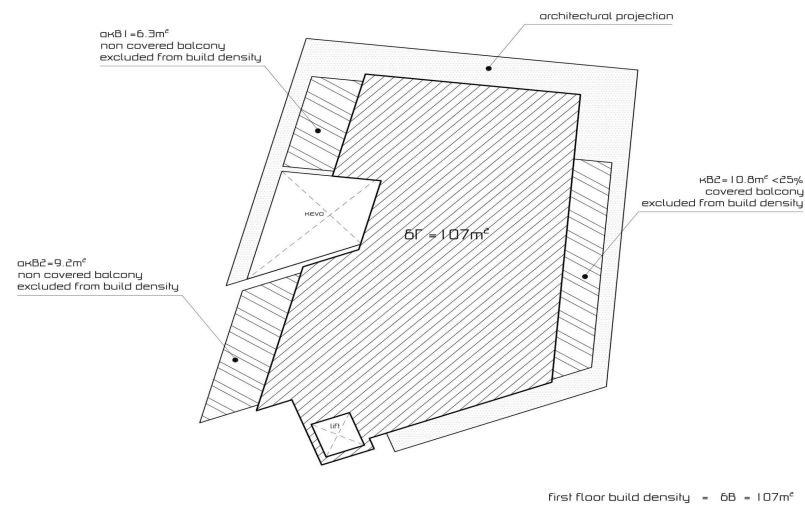 architectural projection
ακΒ1=6.3m²
non covered balcony
excluded from build density
κΒ2=10.8m² <25%
covered balcony
excluded from build density
κενό
δΓ =107m²
ακΒ2=9.2m²
non covered balcony
excluded from build density
lift
first floor build density = δΒ = 107m²